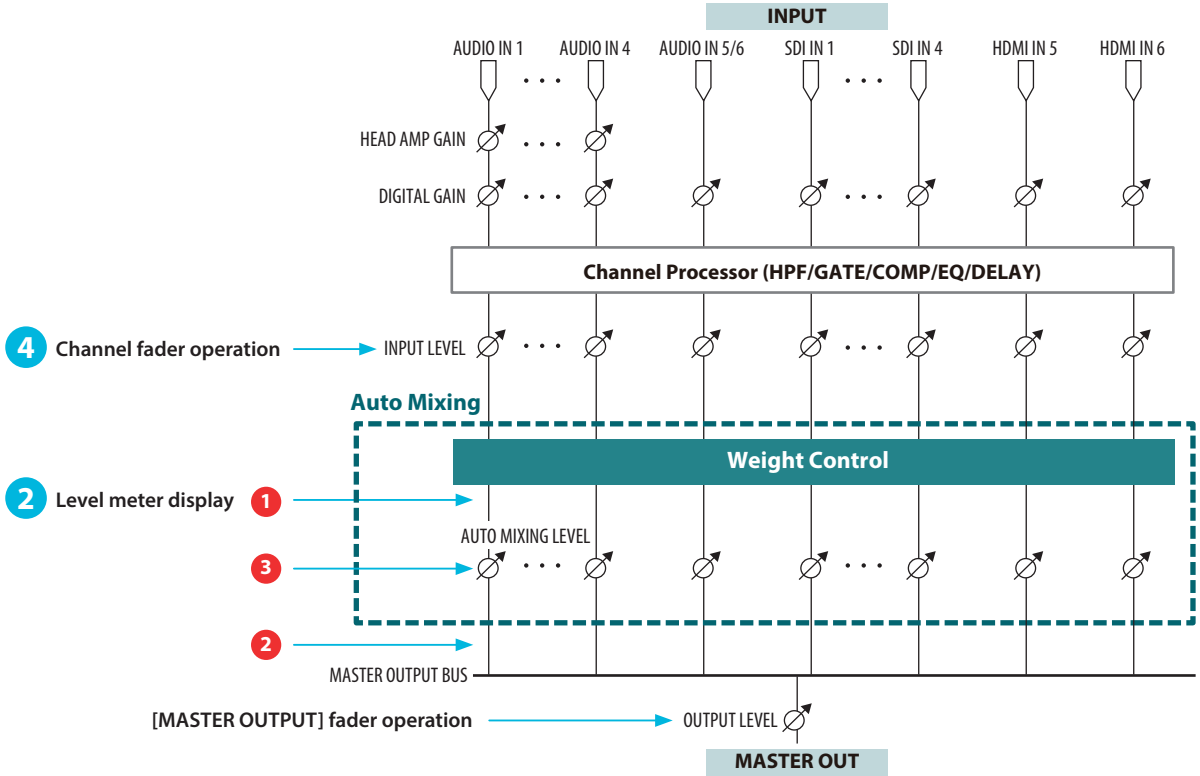 INPUT
AUDIO IN 1 AUDIO IN 4 AUDIO IN 5/6 SDI IN 1 SDI IN 4 HDMI IN 5 HDMI IN 6
HEAD AMP GAIN
DIGITAL GAIN
Channel Processor (HPF/GATE/COMP/EQ/DELAY)
4 Channel fader operation INPUT LEVEL
Auto Mixing
Weight Control
2 Level meter display 1
AUTO MIXING LEVEL
3
2
MASTER OUTPUT BUS
[MASTER OUTPUT] fader operation OUTPUT LEVEL
MASTER OUT